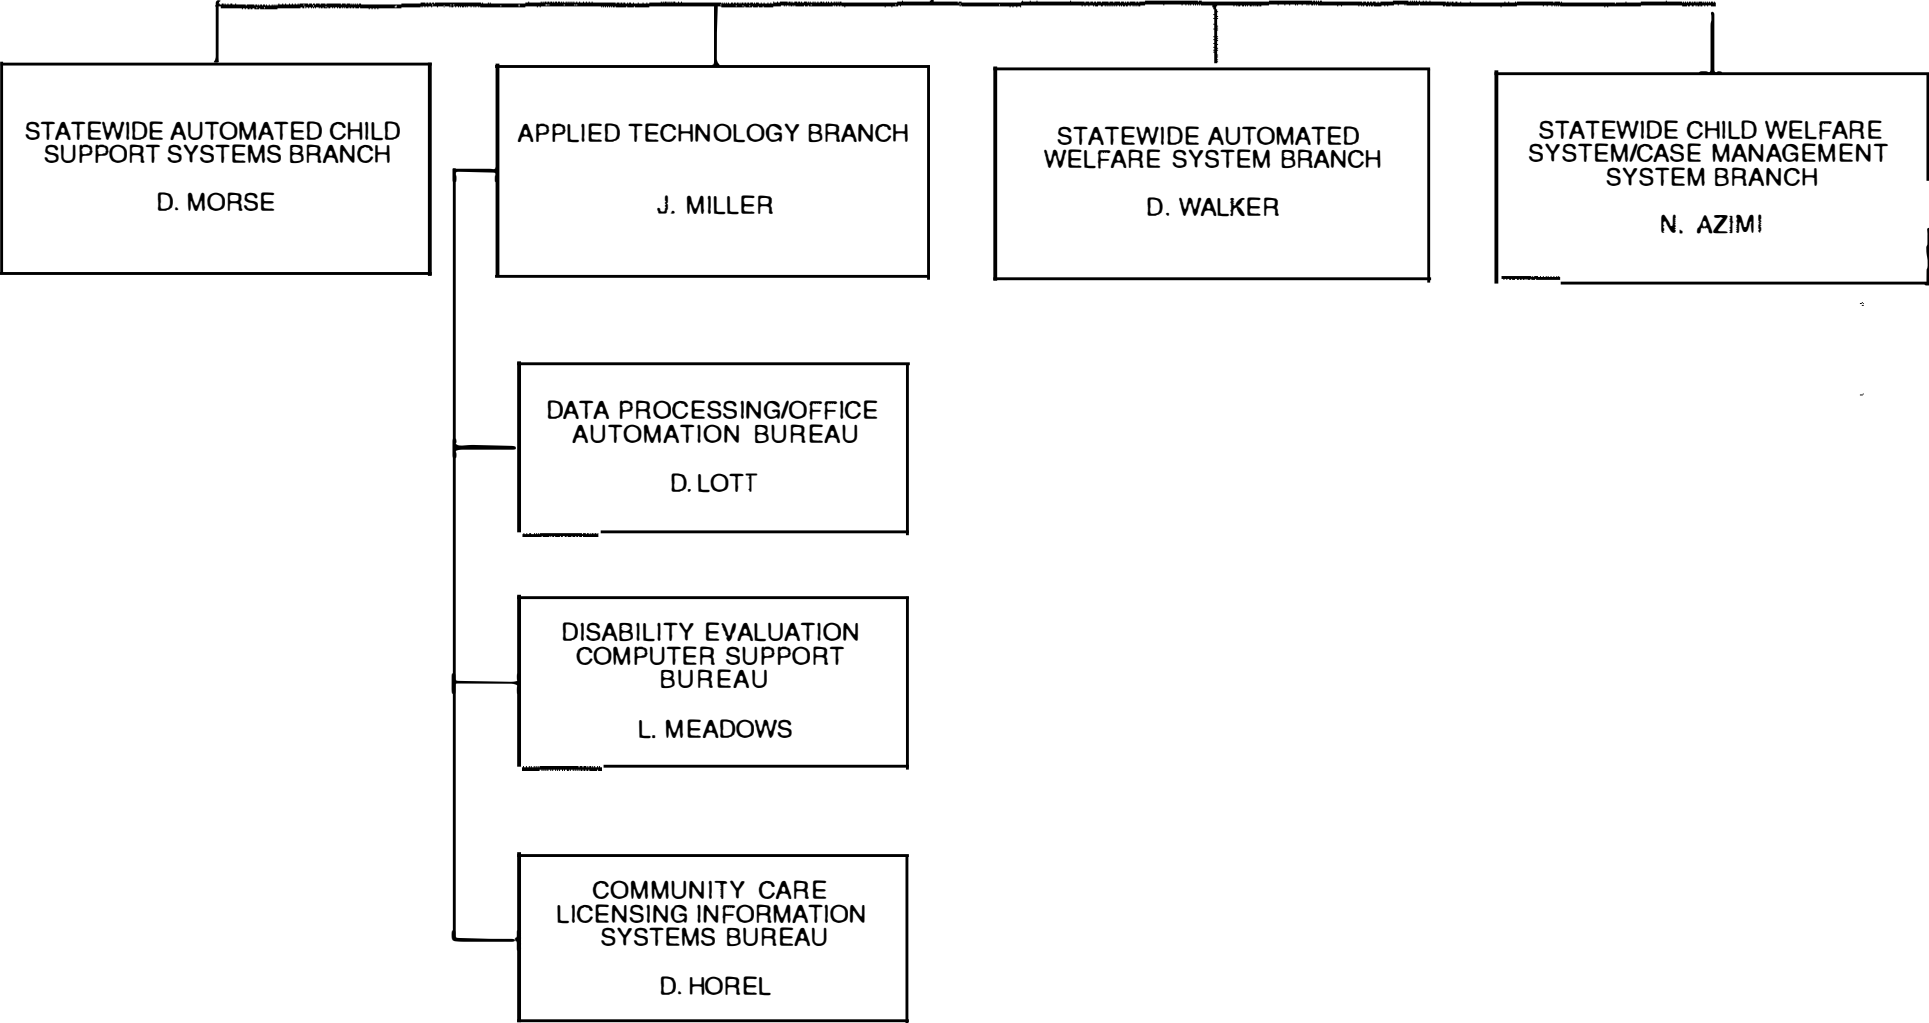 STATEWIDE AUTOMATED CHILD
SUPPORT SYSTEMS BRANCH
D. MORSE
APPLIED TECHNOLOGY BRANCH
J. MILLER
STATEWIDE AUTOMATED
WELFARE SYSTEM BRANCH
D. WALKER
STATEWIDE CHILD WELFARE
SYSTEM/CASE MANAGEMENT
SYSTEM BRANCH
N. AZIMI
DATA PROCESSING/OFFICE
AUTOMATION BUREAU
D. LOTT
DISABILITY EVALUATION
COMPUTER SUPPORT
BUREAU
L. MEADOWS
COMMUNITY CARE
LICENSING INFORMATION
SYSTEMS BUREAU
D. HOREL